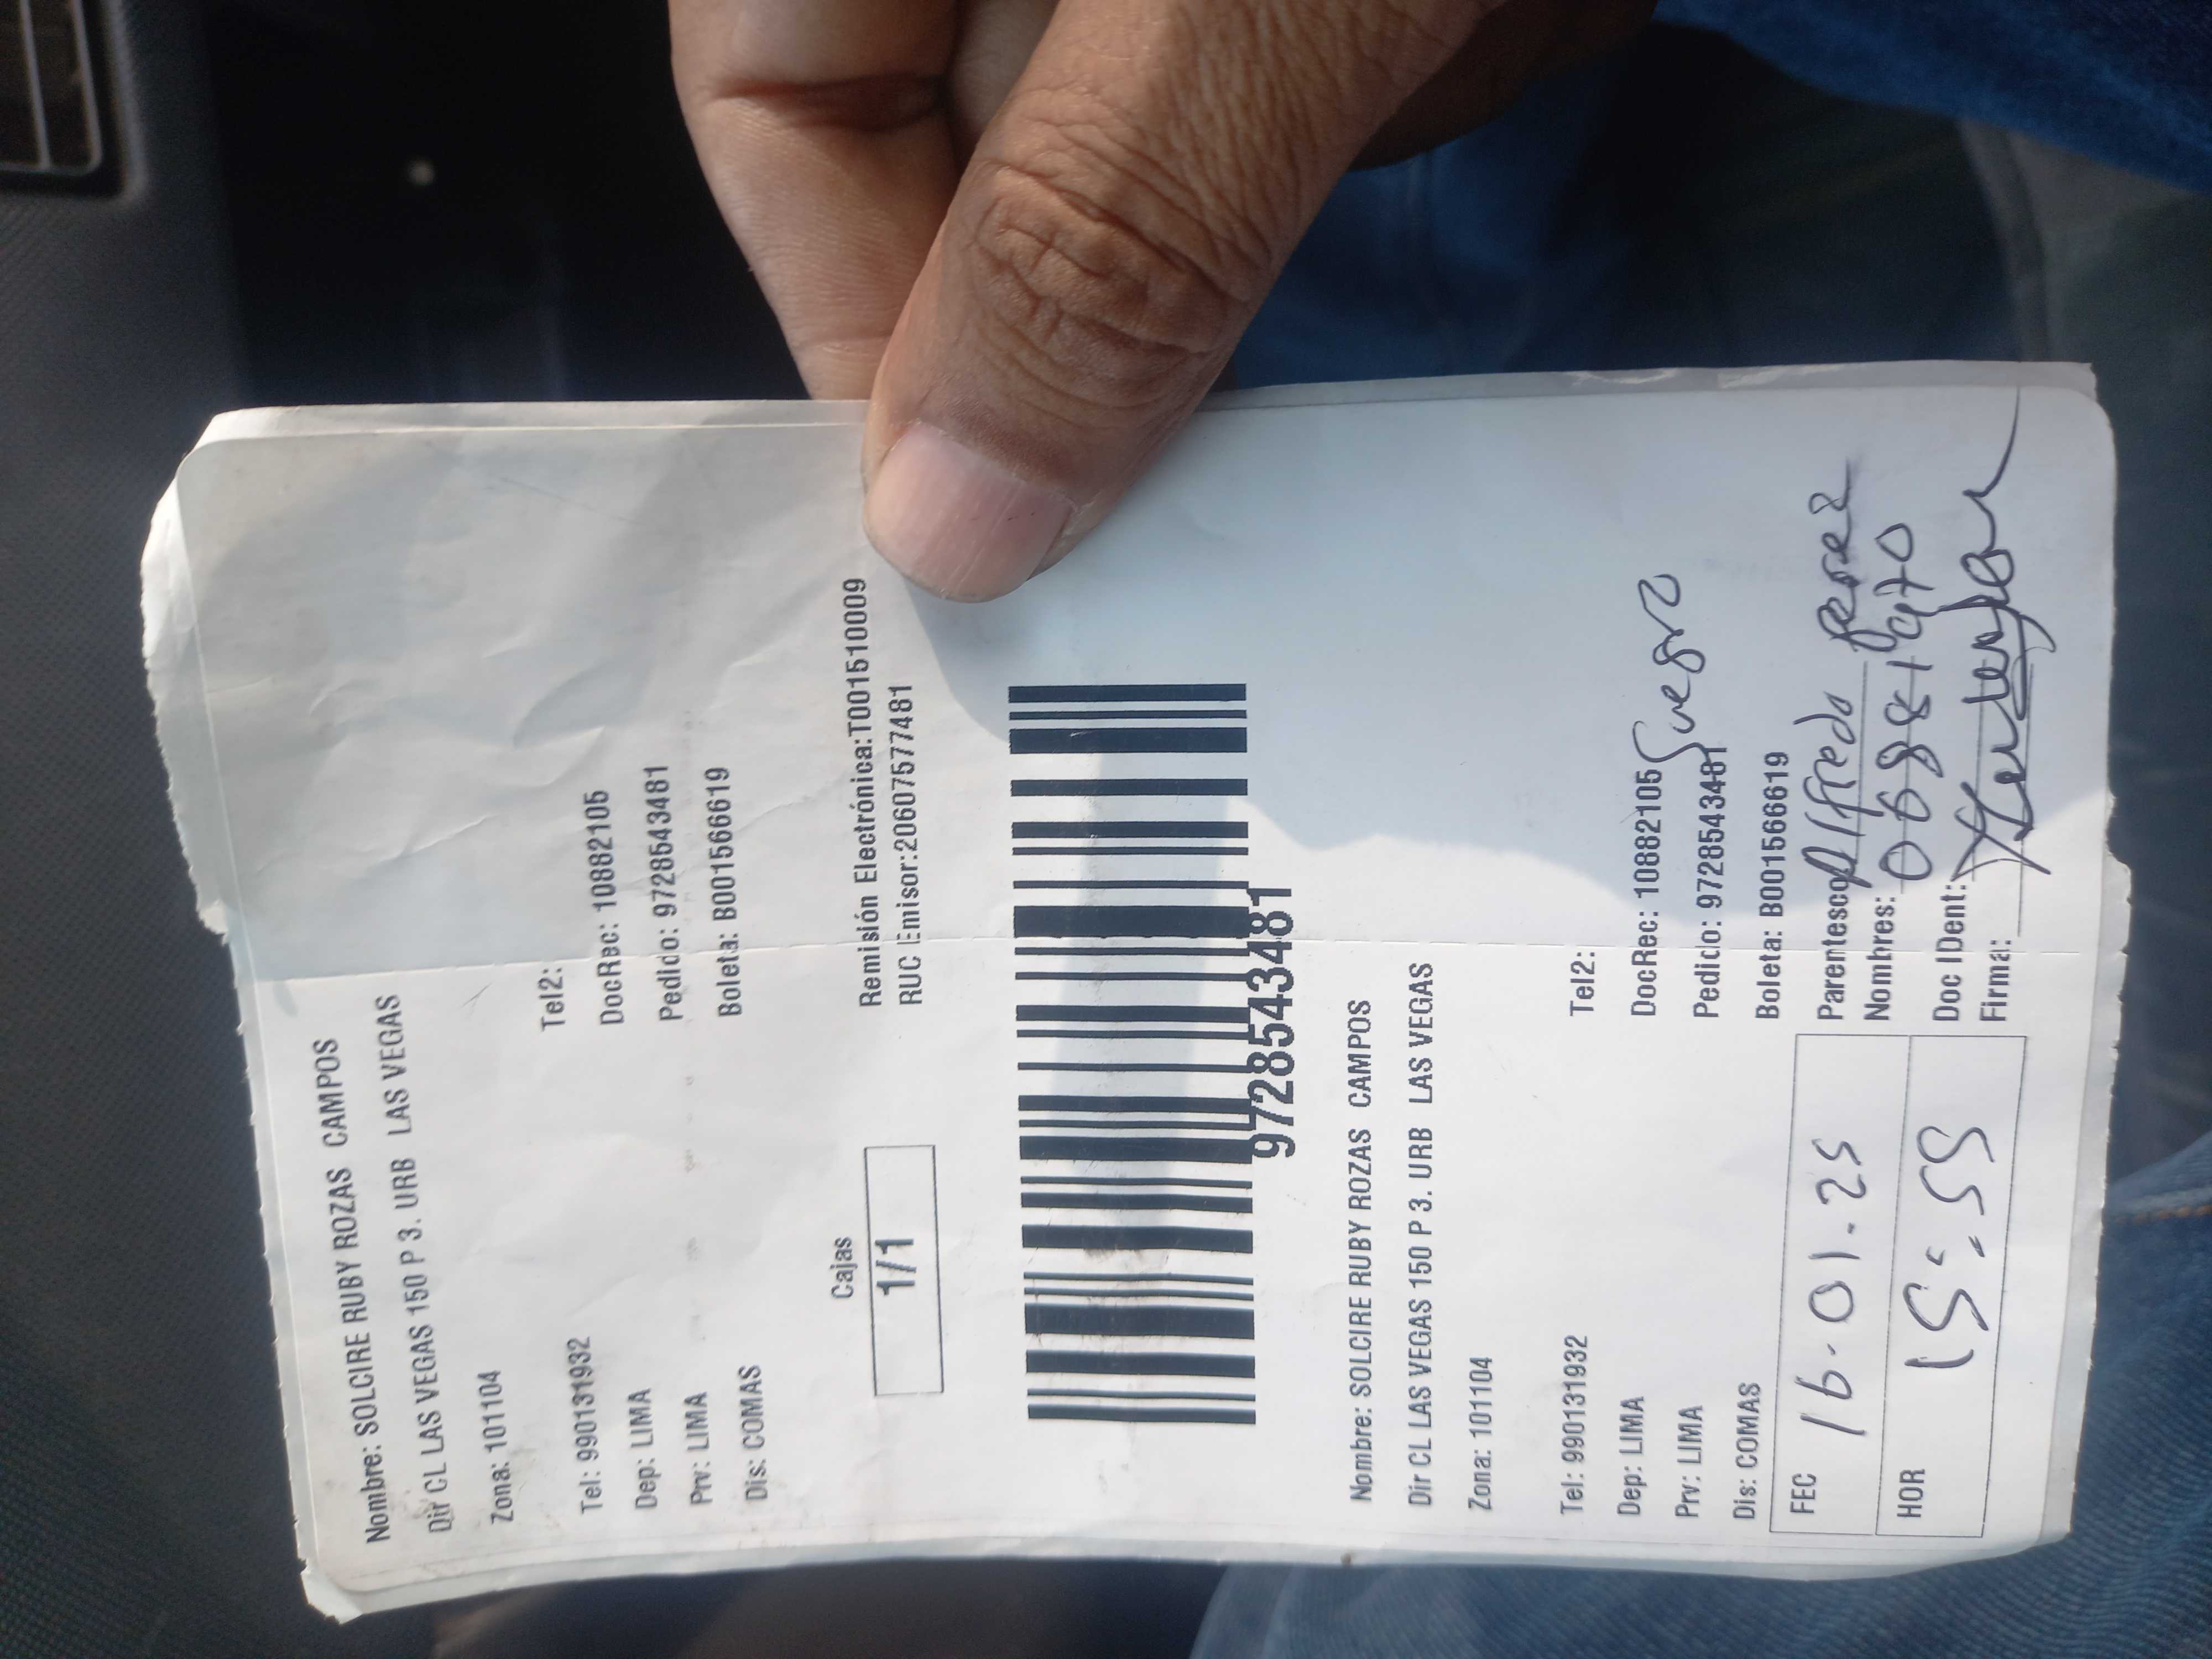 Nombre: SOLCIRE RUBY ROZAS CAMPOS
Dir CL LAS VEGAS 150 P 3. URB LAS VEGAS
Zona: 101104
Tel: 990131932 Tel2:
Dep: LIMA DocRec: 10882105
Prv: LIMA Pedido: 972854343481
Dis: COMAS Boleta: B001566619
Cajas
1/1
Remisión Electrónica:T001510009
RUC Emisor:20607577481
972854343481
Nombre: SOLCIRE RUBY ROZAS CAMPOS
Dir CL LAS VEGAS 150 P 3. URB LAS VEGAS
Zona: 101104
Tel: 990131932 Tel2:
Dep: LIMA DocRec: 10882105
Prv: LIMA Pedido: 972854343481
Dis: COMAS Boleta: B001566619
FEC 16.01.25
HOR 15:55
Parentesco: Suegro
Nombres: Alfredo Perez
Doc IDent:
Firma: